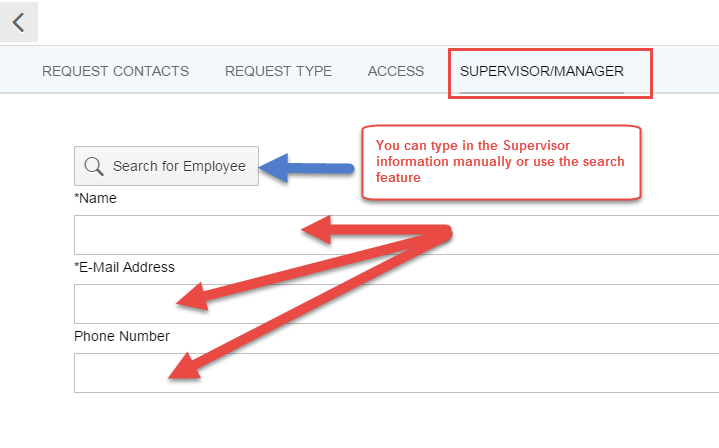 REQUEST CONTACTS REQUEST TYPE ACCESS SUPERVISOR/MANAGER
You can type in the Supervisor
information manually or use the search
feature
Search for Employee
*Name
*E-Mail Address
Phone Number